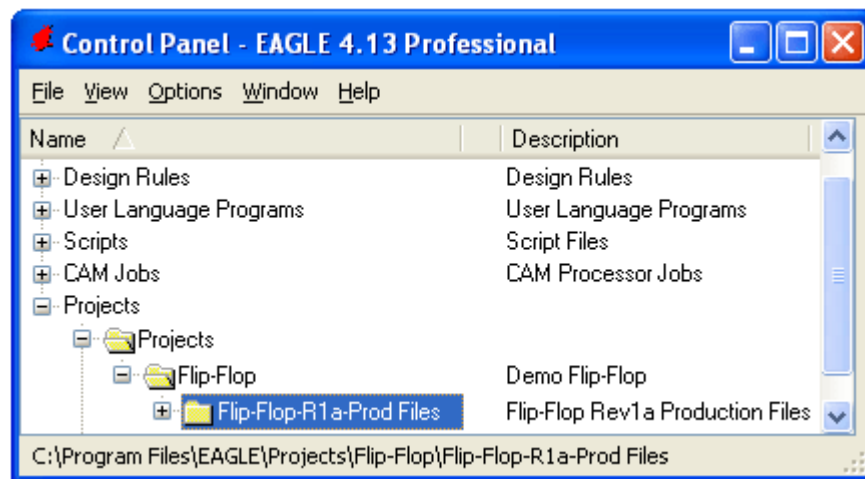 Control Panel - EAGLE 4.13 Professional
File View Options Window Help
Name Description
Design Rules Design Rules
User Language Programs User Language Programs
Scripts Script Files
CAM Jobs CAM Processor Jobs
Projects
Projects
Flip-Flop Demo Flip-Flop
Flip-Flop-R1a-Prod Files Flip-Flop Rev1a Production Files
C:\Program Files\EAGLE\Projects\Flip-Flop\Flip-Flop-R1a-Prod Files